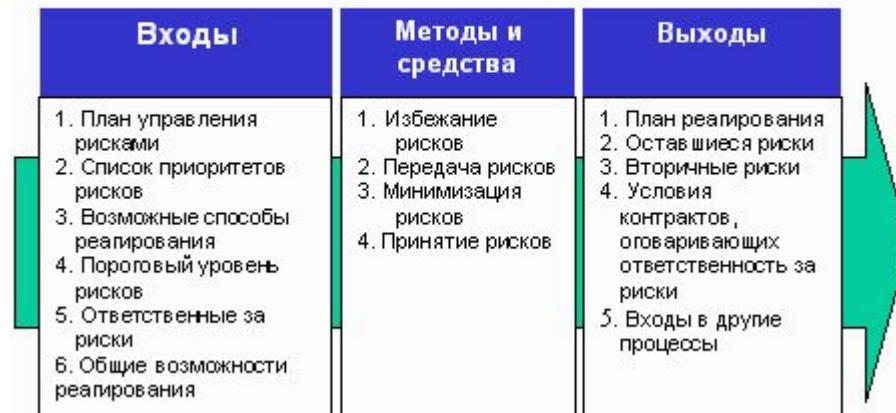 Входы
1. План управления
рисками
2. Список приоритетов
рисков
3. Возможные способы
реагирования
4. Пороговый уровень
рисков
5. Ответственные за
риски
6. Общие возможности
реагирования
Методы и
средства
1. Избежание
рисков
2. Передача рисков
3. Минимизация
рисков
4. Принятие рисков
Выходы
1. План реагирования
2. Оставшиеся риски
3. Вторичные риски
4. Условия
контрактов,
оговаривающих
ответственность за
риски
5. Входы в другие
процессы